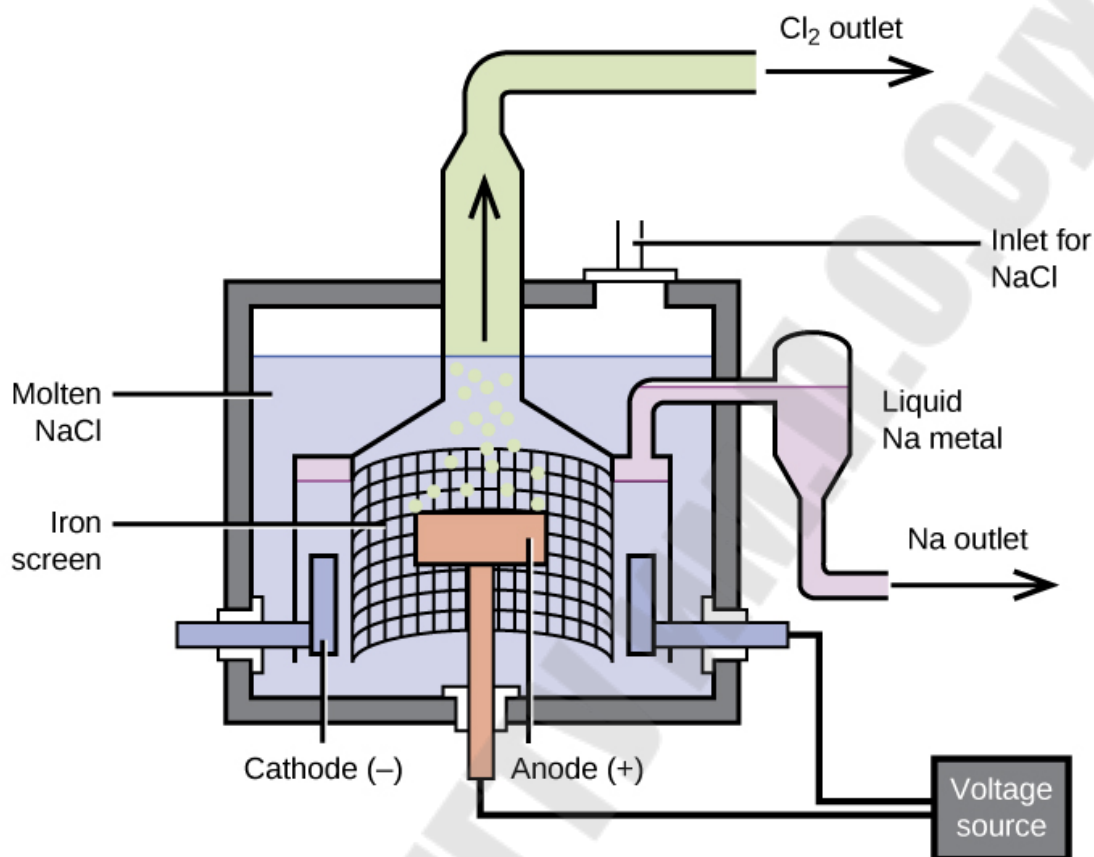 Cl₂ outlet
Inlet for
NaCl
Molten
NaCl
Liquid
Na metal
Iron
screen
Na outlet
Cathode (–)
Anode (+)
Voltage
source